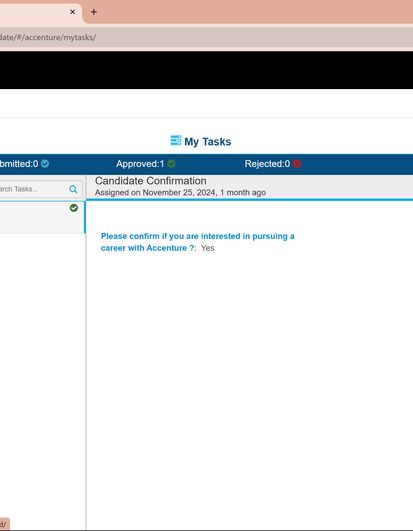 date/#/accenture/mytasks/
My Tasks
bmitted:0 Approved:1 Rejected:0
arch Tasks...
Candidate Confirmation
Assigned on November 25, 2024, 1 month ago
Please confirm if you are interested in pursuing a
career with Accenture ?: Yes
d/